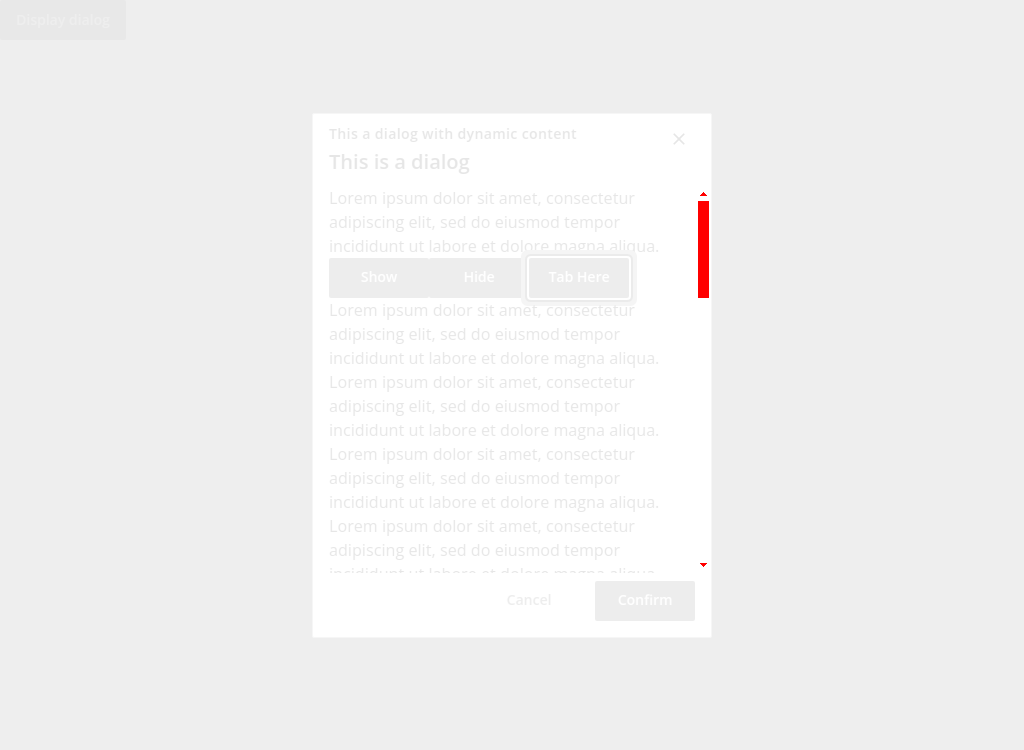 Display dialog
This a dialog with dynamic content
This is a dialog
Lorem ipsum dolor sit amet, consectetur
adipiscing elit, sed do eiusmod tempor
incididunt ut labore et dolore magna aliqua.
Show Hide Tab Here
Lorem ipsum dolor sit amet, consectetur
adipiscing elit, sed do eiusmod tempor
incididunt ut labore et dolore magna aliqua.
Lorem ipsum dolor sit amet, consectetur
adipiscing elit, sed do eiusmod tempor
incididunt ut labore et dolore magna aliqua.
Lorem ipsum dolor sit amet, consectetur
adipiscing elit, sed do eiusmod tempor
incididunt ut labore et dolore magna aliqua.
Lorem ipsum dolor sit amet, consectetur
adipiscing elit, sed do eiusmod tempor
Cancel Confirm